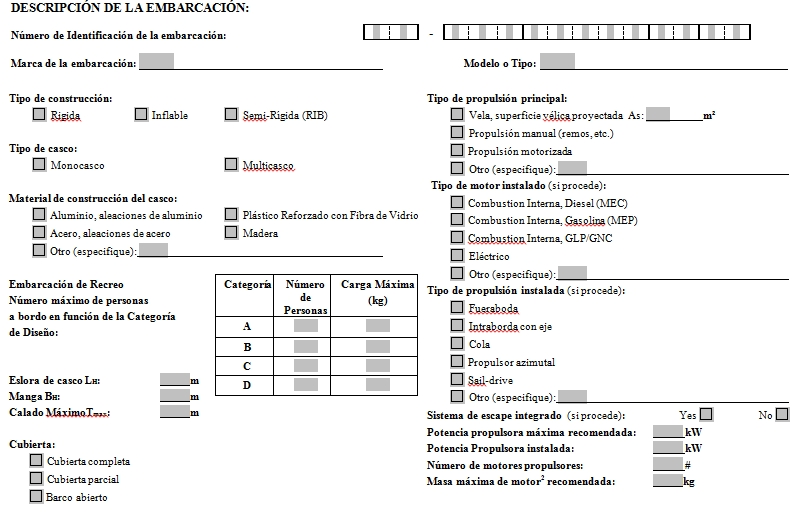 DESCRIPCIÓN DE LA EMBARCACIÓN:
Número de Identificación de la embarcación: -
Marca de la embarcación: Modelo o Tipo:
Tipo de construcción:
Rigida Inflable Semi-Rigida (RIB)
Tipo de casco:
Monocasco Multicasco
Material de construcción del casco:
Aluminio, aleaciones de aluminio Plástico Reforzado con Fibra de Vidrio
Acero, aleaciones de acero Madera
Otro (especifique):
Embarcación de Recreo
Número máximo de personas
a bordo en función de la Categoría
de Diseño:
Categoría Número de Personas Carga Máxima (kg)
A
B
C
D
Eslora de casco LH: m
Manga BH: m
Calado Máximo Tmax: m
Cubierta:
Cubierta completa
Cubierta parcial
Barco abierto
Tipo de propulsión principal:
Vela, superficie vélica proyectada As: m²
Propulsión manual (remos, etc.)
Propulsión motorizada
Otro (especifique):
Tipo de motor instalado (si procede):
Combustion Interna, Diesel (MEC)
Combustion Interna, Gasolina (MEP)
Combustion Interna, GLP/GNC
Eléctrico
Otro (especifique):
Tipo de propulsión instalada (si procede):
Fueraboda
Intraborda con eje
Cola
Propulsor azimutal
Sail-drive
Otro (especifique):
Sistema de escape integrado (si procede): Yes No
Potencia propulsora máxima recomendada: kW
Potencia Propulsora instalada: kW
Número de motores propulsores: #
Masa máxima de motor² recomendada: kg